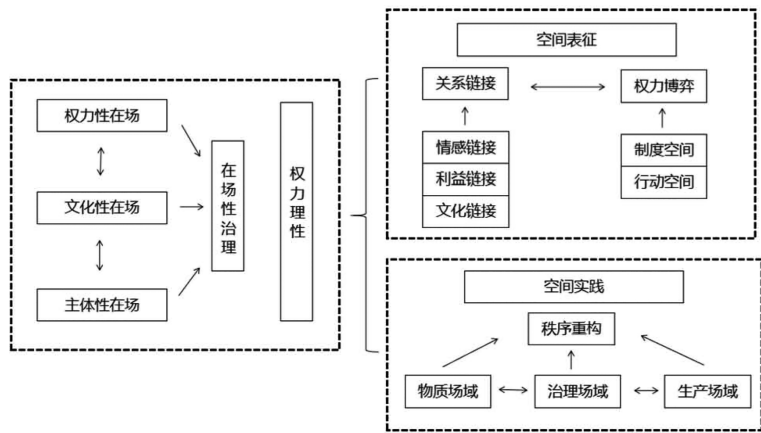 权力性在场
文化性在场
主体性在场
在场性治理
权力理性
空间表征
关系链接
权力博弈
情感链接
利益链接
文化链接
制度空间
行动空间
空间实践
秩序重构
物质场域
治理场域
生产场域